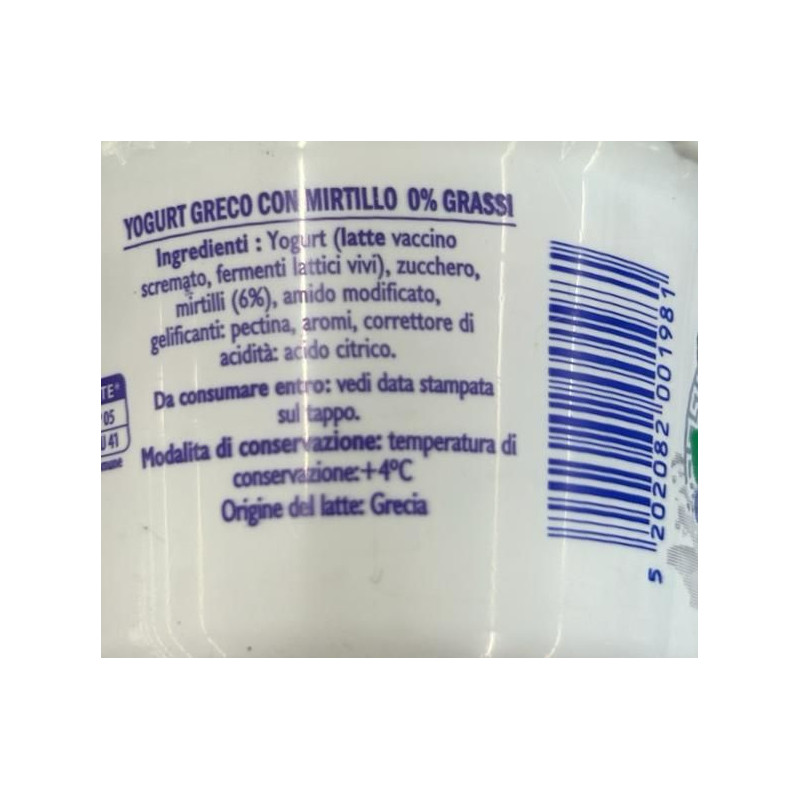 YOGURT GRECO CON MIRTILLO 0% GRASSI
Ingredienti : Yogurt (latte vaccino
scremato, fermenti lattici vivi), zucchero,
mirtilli (6%), amido modificato,
gelificanti: pectina, aromi, correttore di
acidità: acido citrico.
Da consumare entro: vedi data stampata
sul tappo.
Modalita di conservazione: temperatura di
conservazione:+4°C
Origine del latte: Grecia
05
41
5 202082 001981